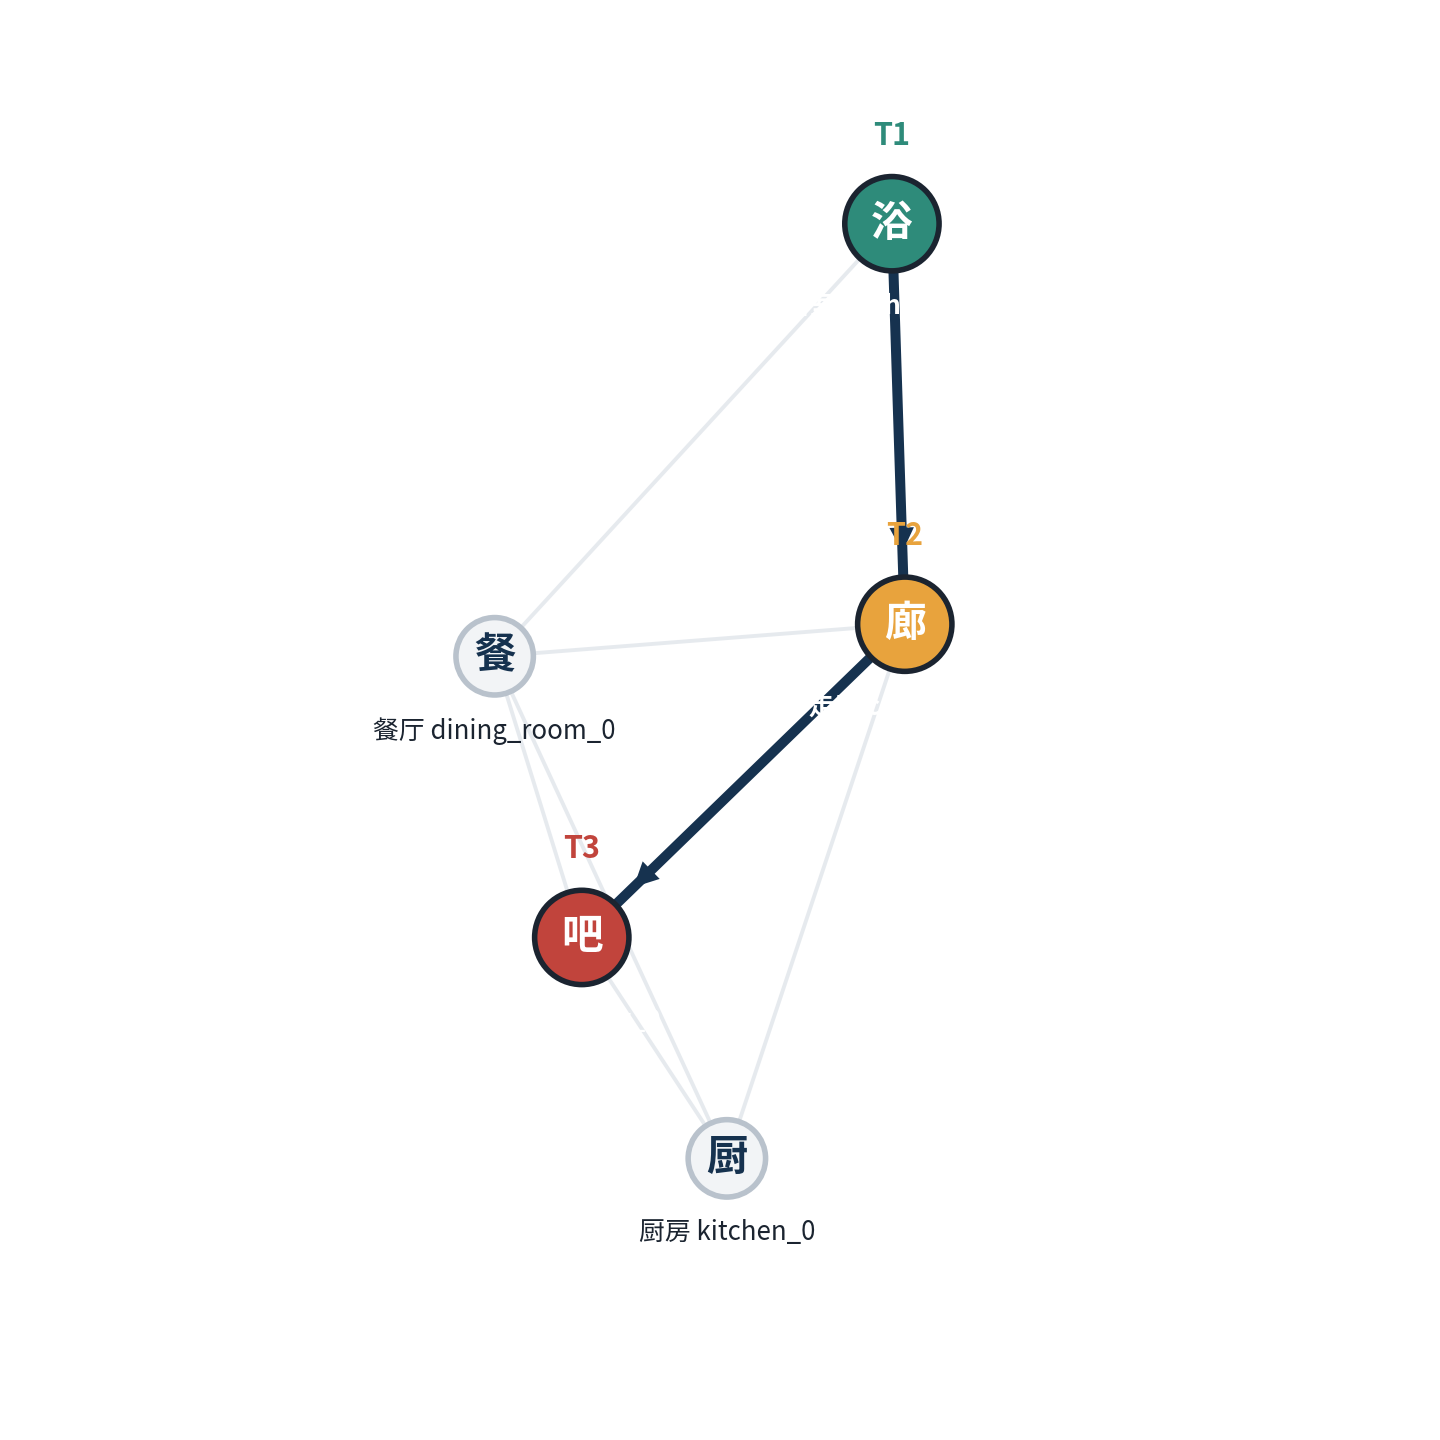 T1
浴
T2
廊
餐
餐厅 dining_room_0
T3
吧
厨
厨房 kitchen_0